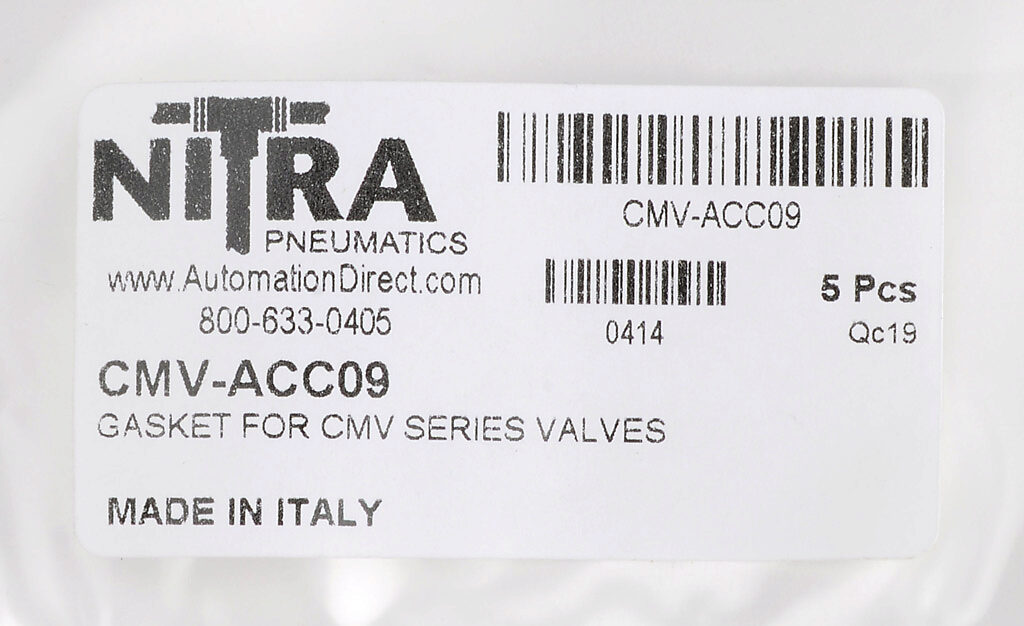 NITRA
PNEUMATICS
www.AutomationDirect.com
800-633-0405
CMV-ACC09
0414
5 Pcs
Qc19
CMV-ACC09
GASKET FOR CMV SERIES VALVES
MADE IN ITALY